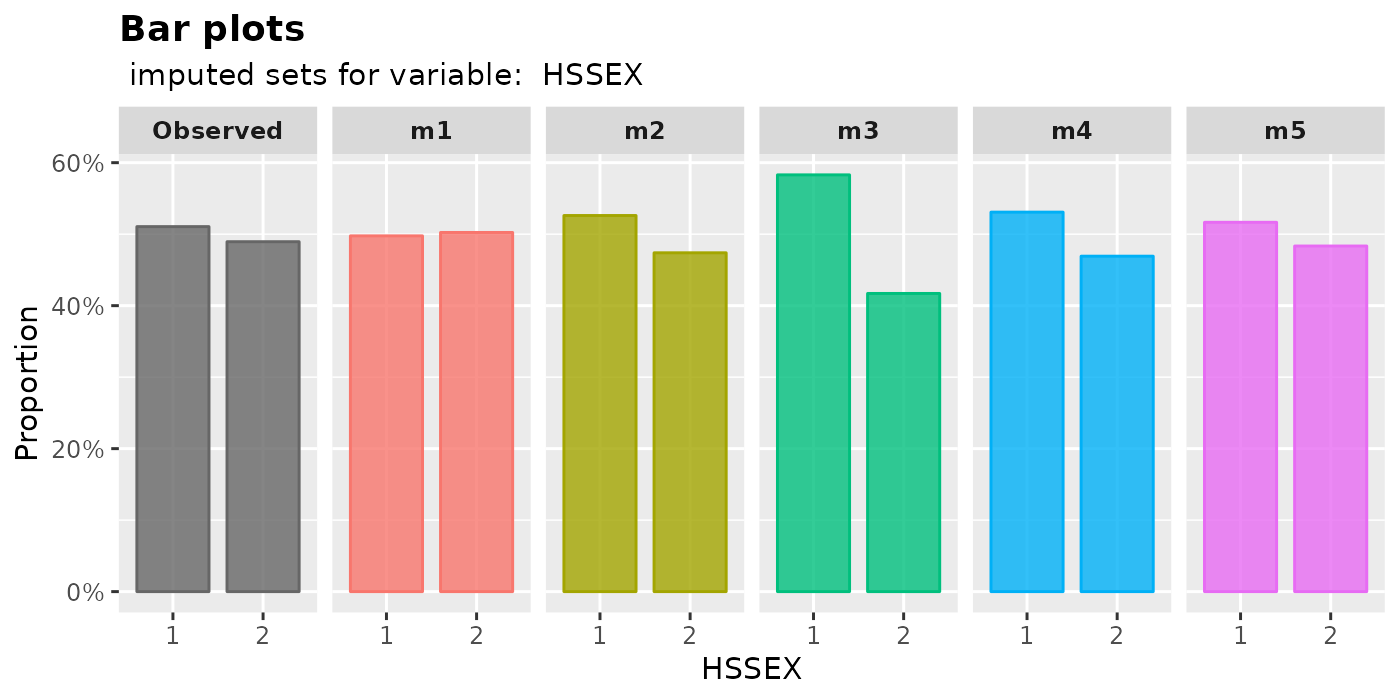 Bar plots
imputed sets for variable:  HSSEX
Observed m1 m2 m3 m4 m5
60%
40%
20%
0%
Proportion
1 2 1 2 1 2 1 2 1 2 1 2
HSSEX